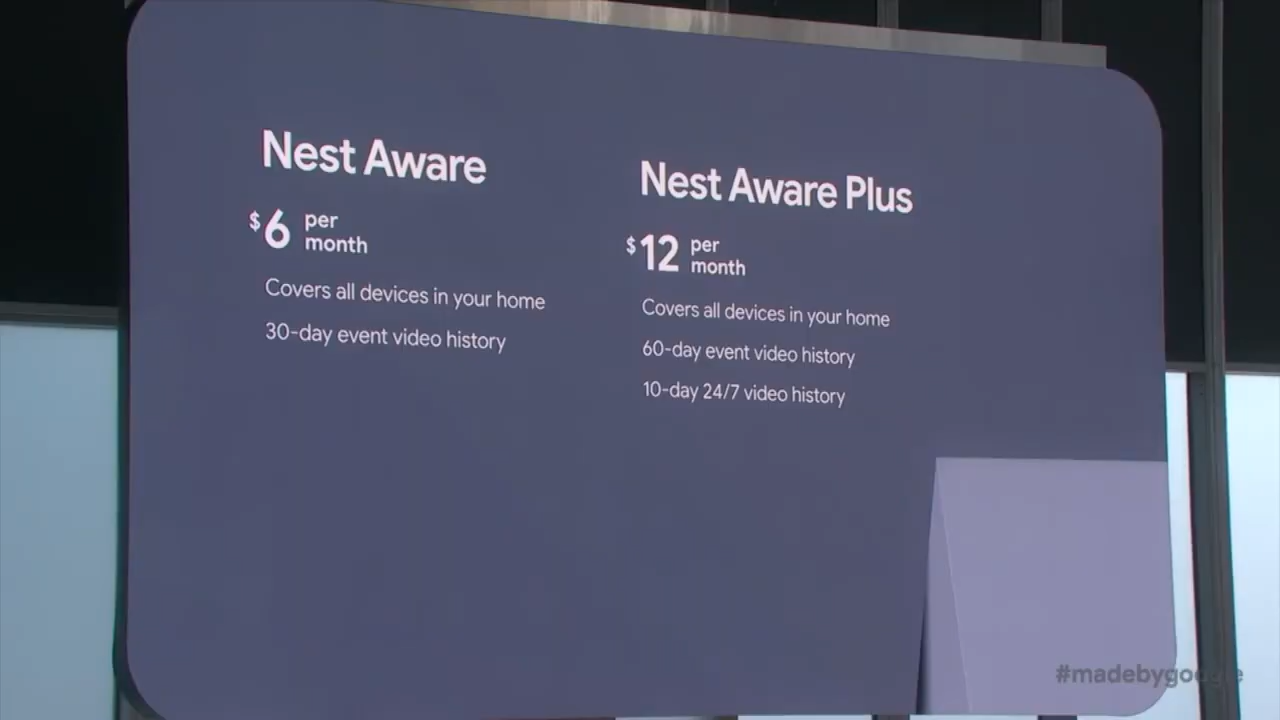 Nest Aware
$6 per
month
Covers all devices in your home
30-day event video history
Nest Aware Plus
$12 per
month
Covers all devices in your home
60-day event video history
10-day 24/7 video history
#madebygoogle